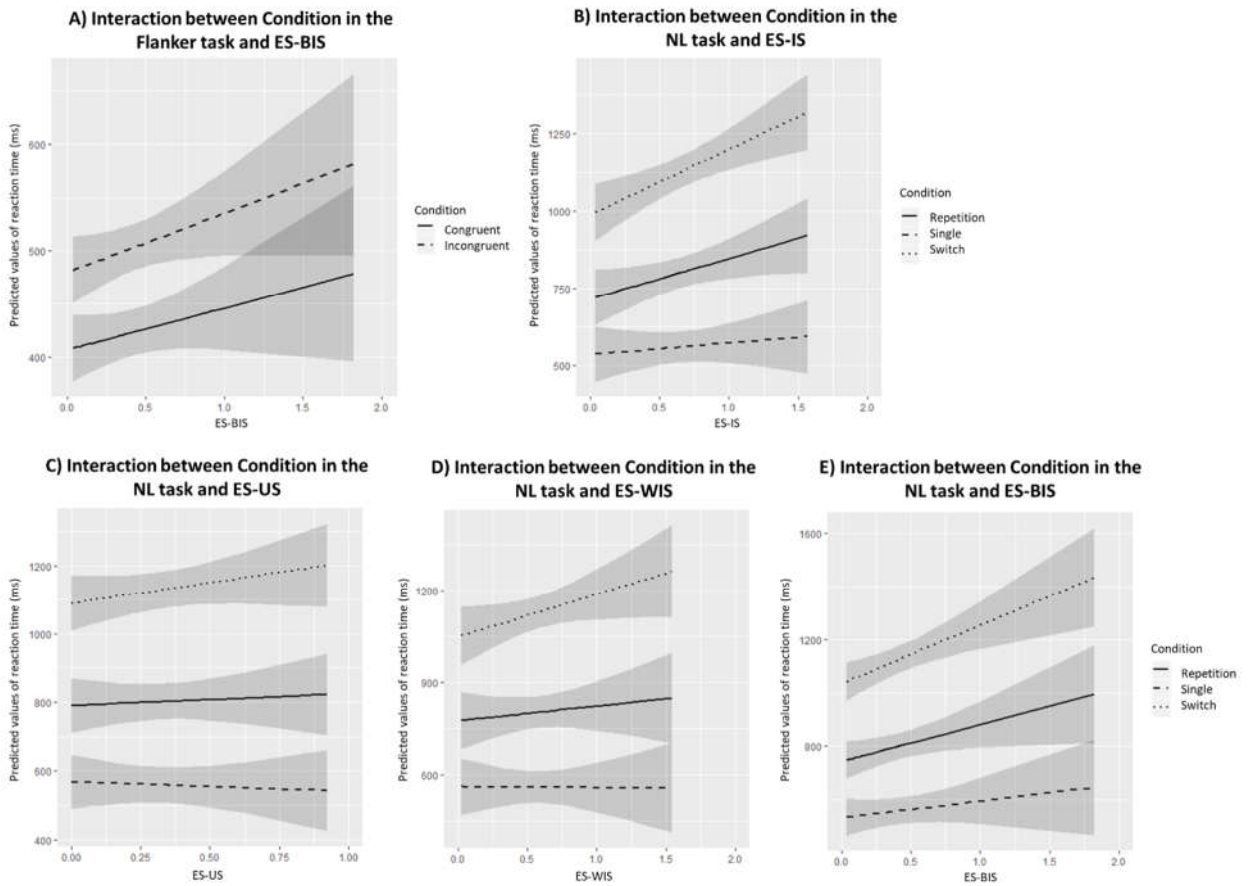 A) Interaction between Condition in the
Flanker task and ES-BIS
Predicted values of reaction time (ms)
600
500
400
0.0 0.5 1.0 1.5 2.0
ES-BIS
Condition
Congruent
Incongruent
B) Interaction between Condition in the
NL task and ES-IS
Predicted values of reaction time (ms)
1250
1000
750
500
0.0 0.5 1.0 1.5 2.0
ES-IS
Condition
Repetition
Single
Switch
C) Interaction between Condition in the
NL task and ES-US
Predicted values of reaction time (ms)
1200
1000
800
600
400
0.00 0.25 0.50 0.75 1.00
ES-US
D) Interaction between Condition in the
NL task and ES-WIS
Predicted values of reaction time (ms)
1200
900
600
0.0 0.5 1.0 1.5 2.0
ES-WIS
E) Interaction between Condition in the
NL task and ES-BIS
Predicted values of reaction time (ms)
1600
1200
800
0.0 0.5 1.0 1.5 2.0
ES-BIS
Condition
Repetition
Single
Switch